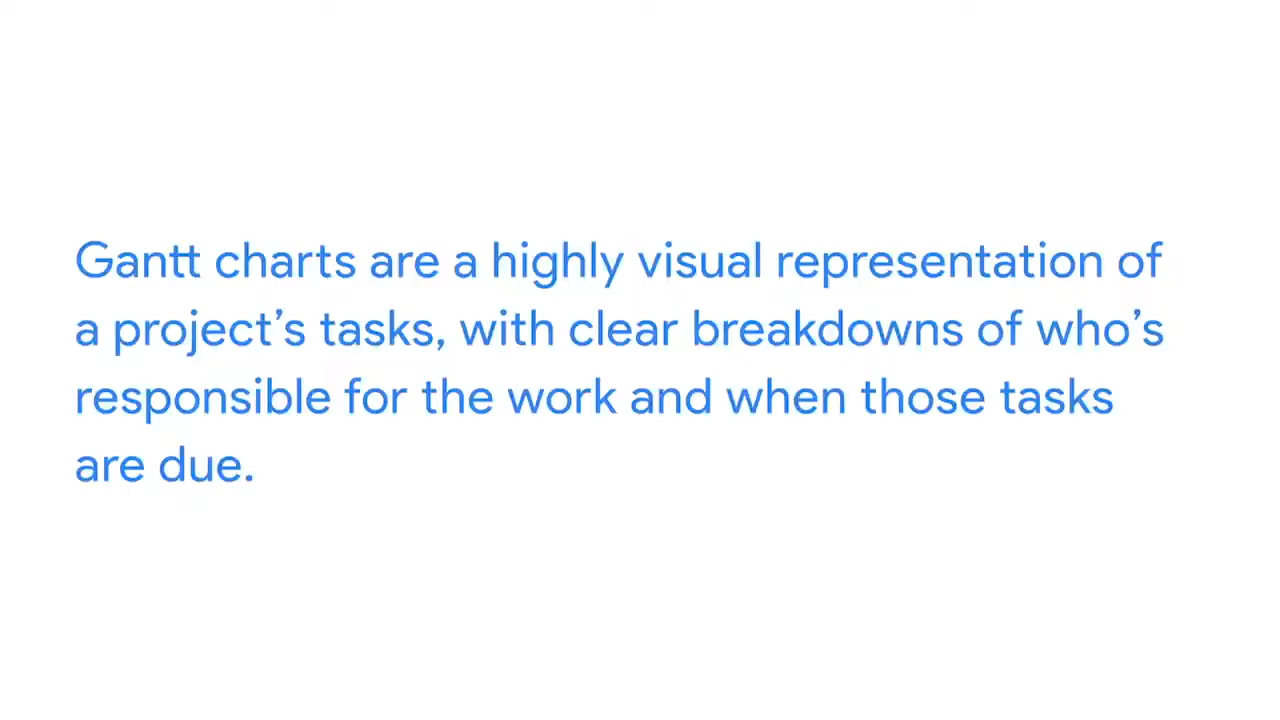 Gantt charts are a highly visual representation of
a project’s tasks, with clear breakdowns of who’s
responsible for the work and when those tasks
are due.